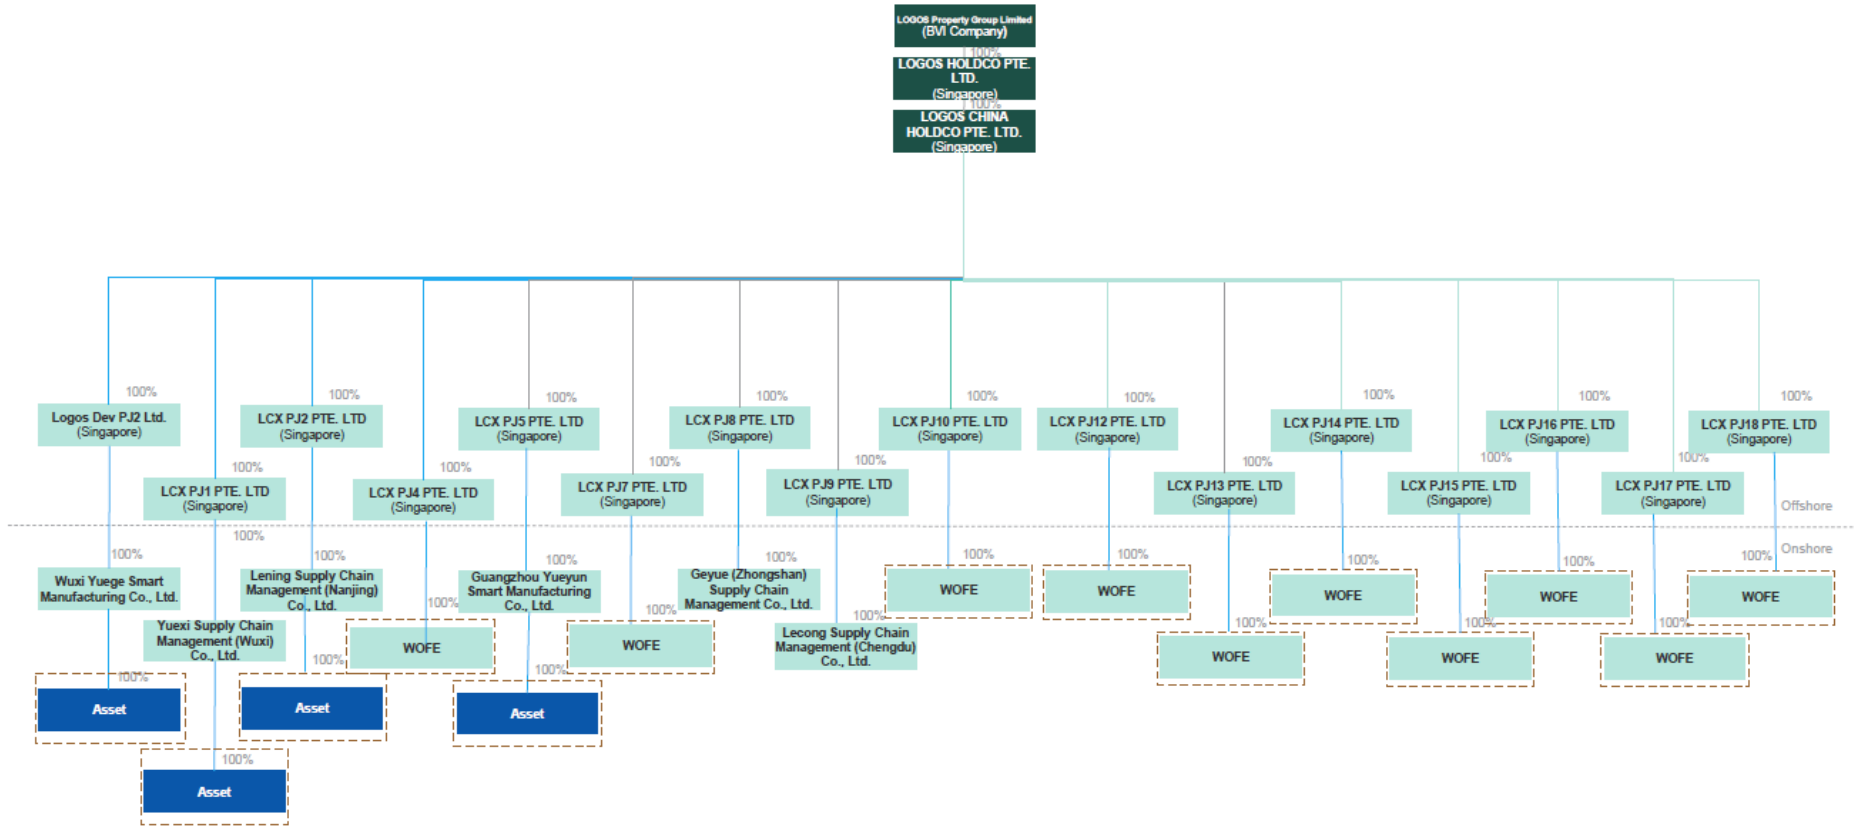 LOGOS Property Group Limited
(BVI Company)
100%
LOGOS HOLDCO PTE.
LTD.
(Singapore)
100%
LOGOS CHINA
HOLDCO PTE. LTD.
(Singapore)
100%
Logos Dev PJ2 Ltd.
(Singapore)
100%
LCX PJ1 PTE. LTD
(Singapore)
100%
LCX PJ2 PTE. LTD
(Singapore)
100%
LCX PJ4 PTE. LTD
(Singapore)
100%
LCX PJ5 PTE. LTD
(Singapore)
100%
LCX PJ7 PTE. LTD
(Singapore)
100%
LCX PJ8 PTE. LTD
(Singapore)
100%
LCX PJ9 PTE. LTD
(Singapore)
100%
LCX PJ10 PTE. LTD
(Singapore)
100%
LCX PJ12 PTE. LTD
(Singapore)
100%
LCX PJ13 PTE. LTD
(Singapore)
100%
LCX PJ14 PTE. LTD
(Singapore)
100%
LCX PJ15 PTE. LTD
(Singapore)
100%
LCX PJ16 PTE. LTD
(Singapore)
100%
LCX PJ17 PTE. LTD
(Singapore)
100%
LCX PJ18 PTE. LTD
(Singapore)
Offshore
Onshore
100%
Wuxi Yuege Smart
Manufacturing Co., Ltd.
100%
Yuexi Supply Chain
Management (Wuxi)
Co., Ltd.
100%
Lening Supply Chain
Management (Nanjing)
Co., Ltd.
100%
WOFE
100%
Guangzhou Yueyun
Smart Manufacturing
Co., Ltd.
100%
WOFE
100%
Geyue (Zhongshan)
Supply Chain
Management Co., Ltd.
100%
Lecong Supply Chain
Management (Chengdu)
Co., Ltd.
100%
WOFE
100%
WOFE
100%
WOFE
100%
WOFE
100%
WOFE
100%
WOFE
100%
WOFE
100%
WOFE
100%
Asset
100%
Asset
100%
Asset
100%
Asset